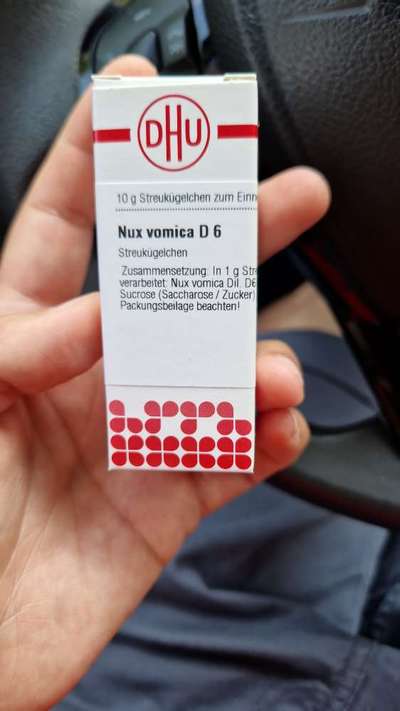 DHU
10 g Streukügelchen zum Einn
Nux vomica D 6
Streukügelchen
Zusammensetzung: In 1 g Stre
verarbeitet: Nux vomica Dil. D6
Sucrose (Saccharose / Zucker)
Packungsbeilage beachten!